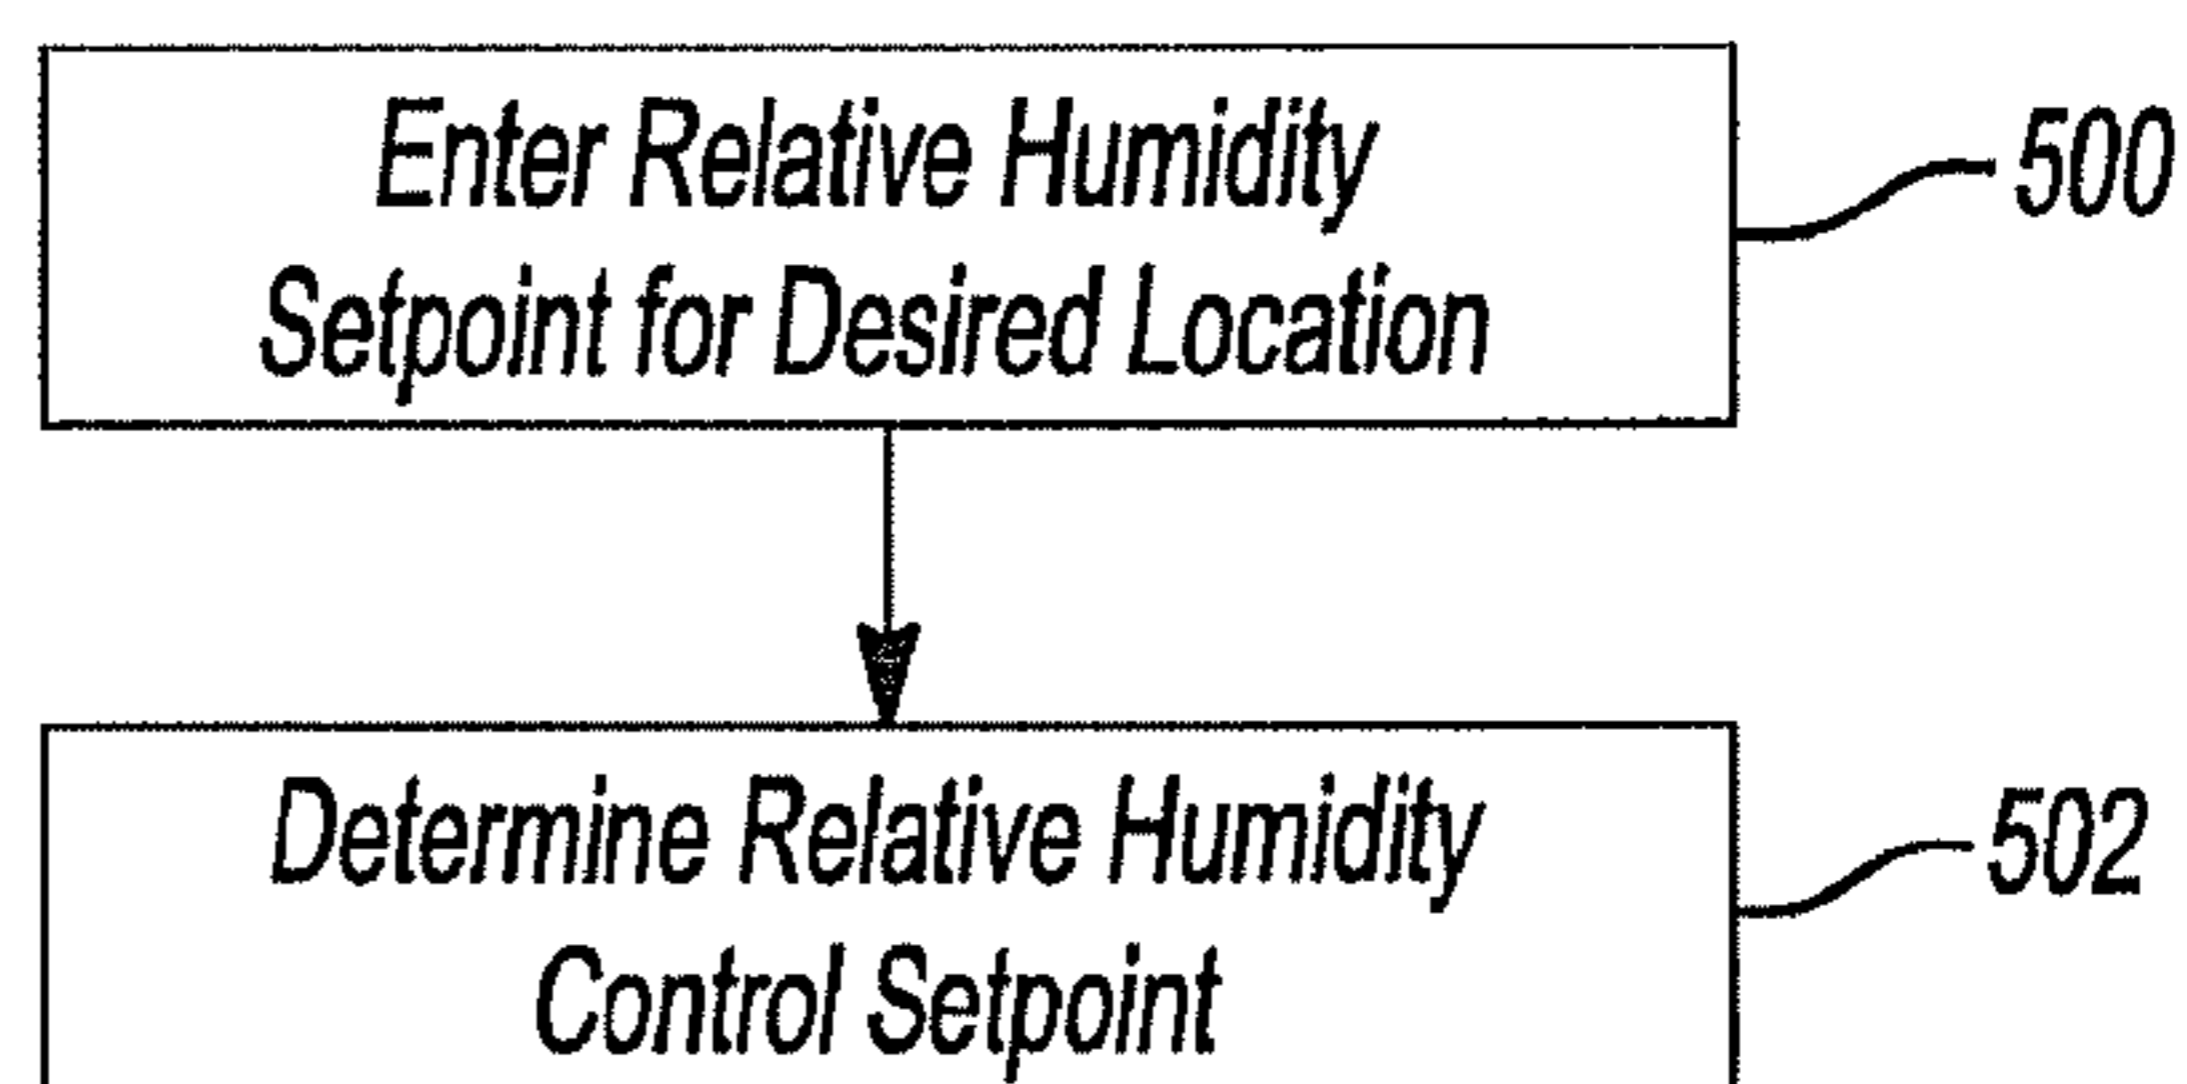 Enter Relative Humidity
Setpoint for Desired Location
500
Determine Relative Humidity
Control Setpoint
502